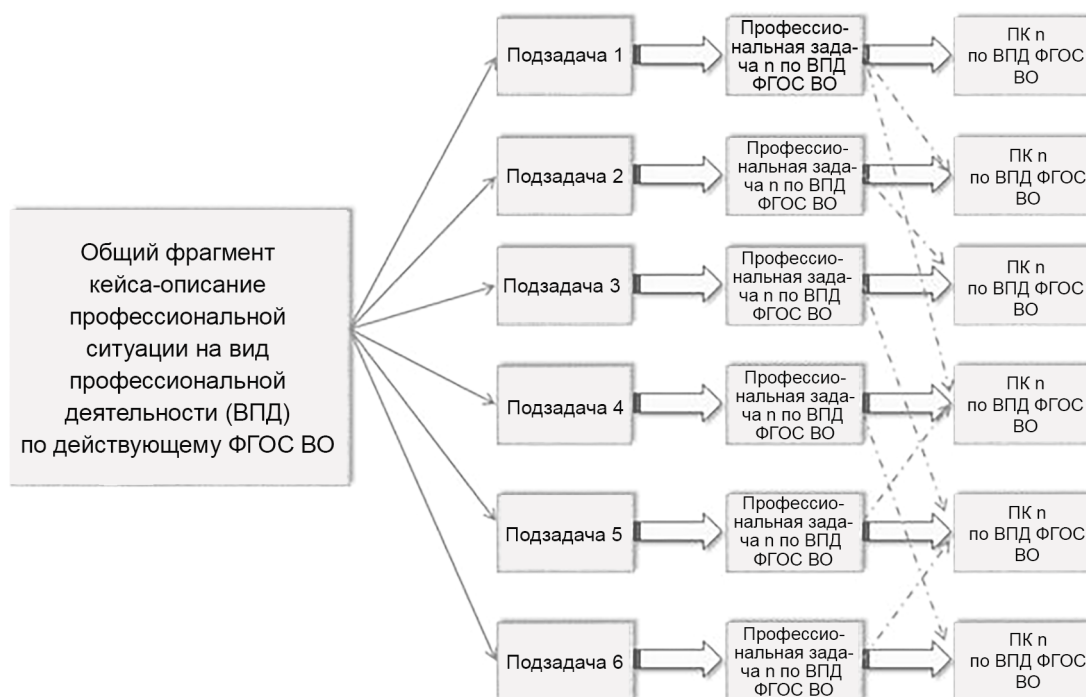 Общий фрагмент
кейса-описание
профессиональной
ситуации на вид
профессиональной
деятельности (ВПД)
по действующему ФГОС ВО
Подзадача 1
Профессио-
нальная зада-
ча n по ВПД
ФГОС ВО
ПК n
по ВПД ФГОС
ВО
Подзадача 2
Профессио-
нальная зада-
ча n по ВПД
ФГОС ВО
ПК n
по ВПД ФГОС
ВО
Подзадача 3
Профессио-
нальная зада-
ча n по ВПД
ФГОС ВО
ПК n
по ВПД ФГОС
ВО
Подзадача 4
Профессио-
нальная зада-
ча n по ВПД
ФГОС ВО
ПК n
по ВПД ФГОС
ВО
Подзадача 5
Профессио-
нальная зада-
ча n по ВПД
ФГОС ВО
ПК n
по ВПД ФГОС
ВО
Подзадача 6
Профессио-
нальная зада-
ча n по ВПД
ФГОС ВО
ПК n
по ВПД ФГОС
ВО